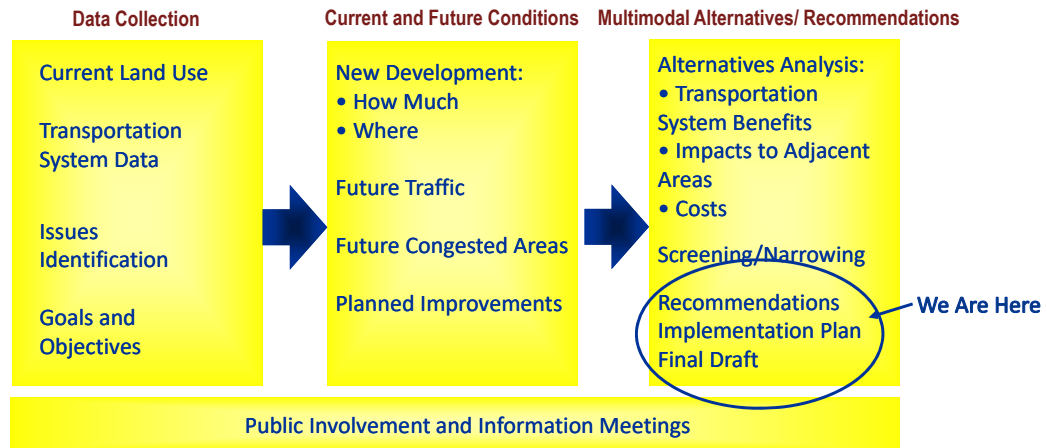 Data Collection
Current Land Use
Transportation
System Data
Issues
Identification
Goals and
Objectives
Current and Future Conditions
New Development:
• How Much
• Where
Future Traffic
Future Congested Areas
Planned Improvements
Multimodal Alternatives/ Recommendations
Alternatives Analysis:
• Transportation
System Benefits
• Impacts to Adjacent
Areas
• Costs
Screening/Narrowing
Recommendations
Implementation Plan
Final Draft
We Are Here
Public Involvement and Information Meetings